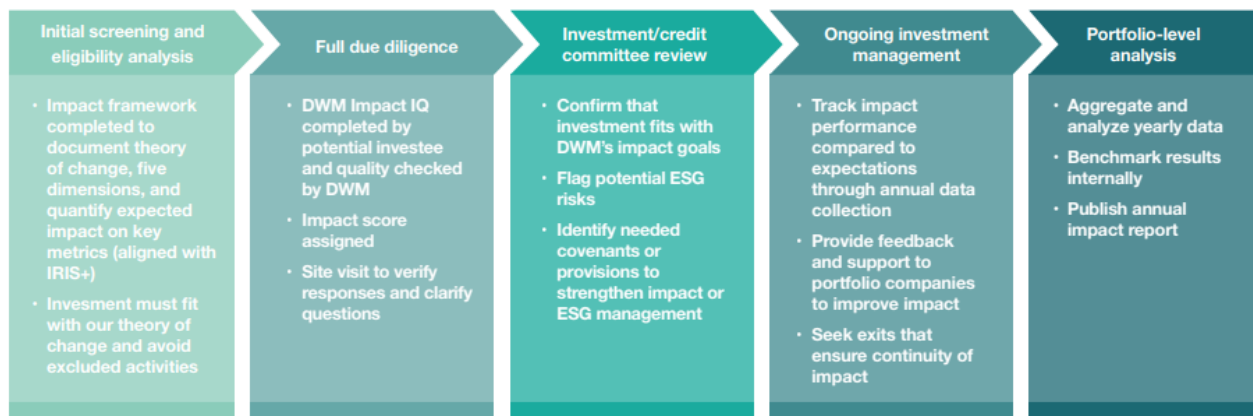 Initial screening and
eligibility analysis
• Impact framework
completed to
document theory
of change, five
dimensions, and
quantify expected
impact on key
metrics (aligned with
IRIS+)
• Invesment must fit
with our theory of
change and avoid
excluded activities
Full due diligence
• DWM Impact IQ
completed by
potential investee
and quality checked
by DWM
• Impact score
assigned
• Site visit to verify
responses and clarify
questions
Investment/credit
committee review
• Confirm that
investment fits with
DWM's impact goals
• Flag potential ESG
risks
• Identify needed
covenants or
provisions to
strengthen impact or
ESG management
Ongoing investment
management
• Track impact
performance
compared to
expectations
through annual data
collection
• Provide feedback
and support to
portfolio companies
to improve impact
• Seek exits that
ensure continuity of
impact
Portfolio-level
analysis
• Aggregate and
analyze yearly data
• Benchmark results
internally
• Publish annual
impact report